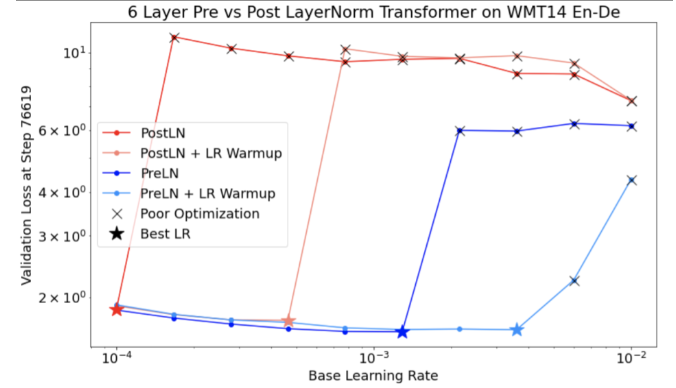 6 Layer Pre vs Post LayerNorm Transformer on WMT14 En-De
Validation Loss at Step 76619
10¹
6 × 10⁰
4 × 10⁰
3 × 10⁰
2 × 10⁰
PostLN
PostLN + LR Warmup
PreLN
PreLN + LR Warmup
Poor Optimization
Best LR
10⁻⁴
10⁻³
10⁻²
Base Learning Rate